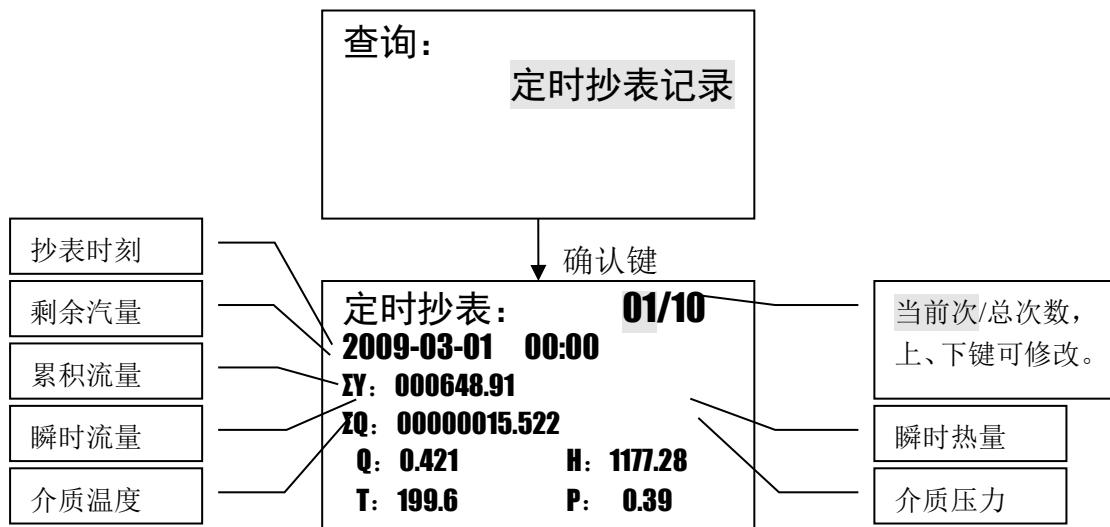 查询：
定时抄表记录
确认键
抄表时刻
剩余汽量
累积流量
瞬时流量
介质温度
定时抄表： 01/10
2009-03-01 00:00
ΣY： 000648.91
ΣQ： 00000015.522
Q： 0.421 H： 1177.28
T： 199.6 P： 0.39
当前次/总次数，
上、下键可修改。
瞬时热量
介质压力